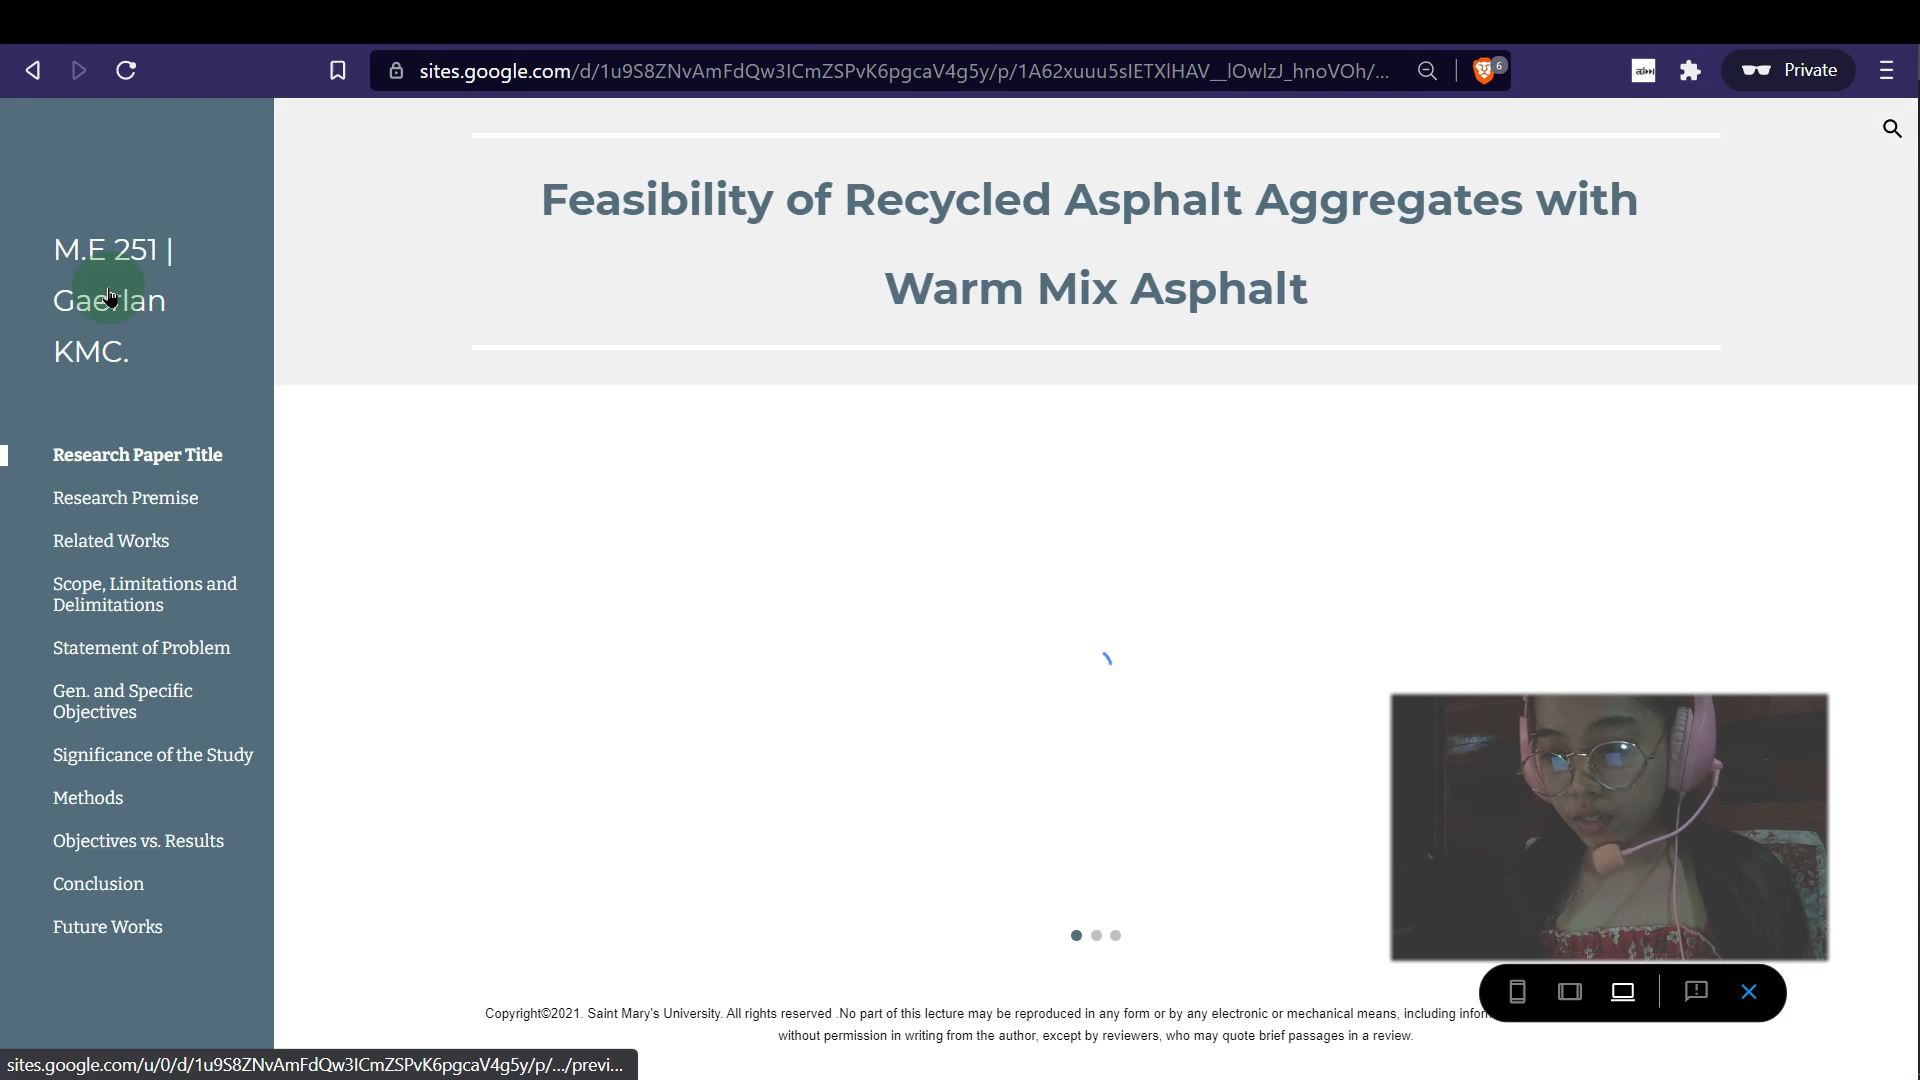 sites.google.com/d/1u9S8ZNvAmFdQw3ICmZSPvK6pgcaV4g5y/p/1A62xuuu5sIETXlHAV__lOwlzJ_hnoVOh/...
6
Private
M.E 251 |
Gaerlan
KMC.
Research Paper Title
Research Premise
Related Works
Scope, Limitations and
Delimitations
Statement of Problem
Gen. and Specific
Objectives
Significance of the Study
Methods
Objectives vs. Results
Conclusion
Future Works
Feasibility of Recycled Asphalt Aggregates with
Warm Mix Asphalt
Copyright©2021. Saint Mary's University. All rights reserved .No part of this lecture may be reproduced in any form or by any electronic or mechanical means, including
without permission in writing from the author, except by reviewers, who may quote brief passages in a review.
sites.google.com/u/0/d/1u9S8ZNvAmFdQw3ICmZSPvK6pgcaV4g5y/p/.../previ...